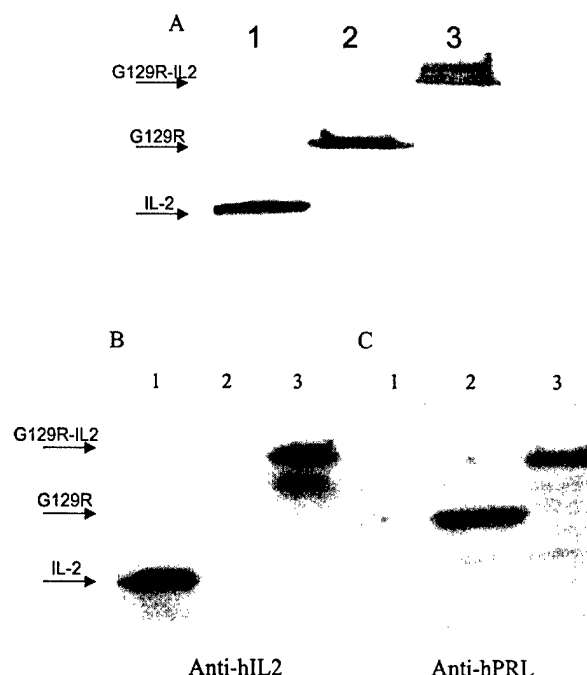 A
1 2 3
G129R-IL2
G129R
IL-2
B C
1 2 3 1 2 3
G129R-IL2
G129R
IL-2
Anti-hIL2 Anti-hPRL